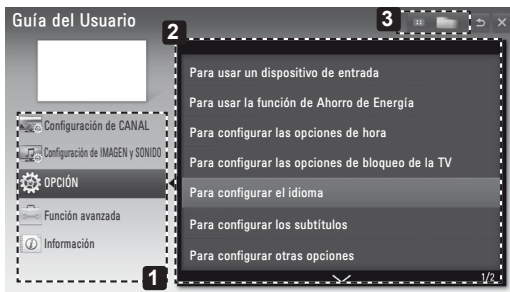 Guía del Usuario
2
3
Configuración de CANAL
Configuración de IMAGEN y SONIDO
OPCIÓN
Función avanzada
Información
1
Para usar un dispositivo de entrada
Para usar la función de Ahorro de Energía
Para configurar las opciones de hora
Para configurar las opciones de bloqueo de la TV
Para configurar el idioma
Para configurar los subtítulos
Para configurar otras opciones
1/2